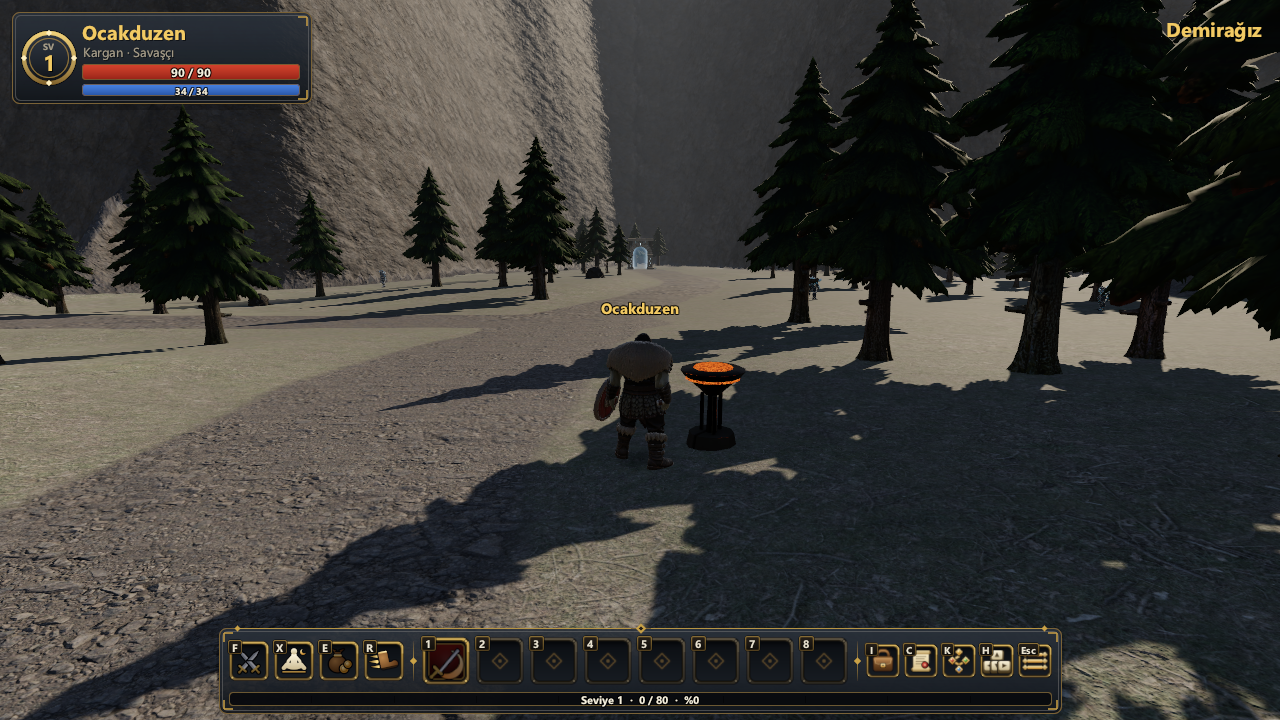 Ocakduzen
Demirağız
SV
1
Kargan · Savaşçı
90 / 90
34 / 34
Ocakduzen
F
X
E
R
1
2
3
4
5
6
7
8
I
C
K
H
Esc
Seviye 1 · 0 / 80 · %0